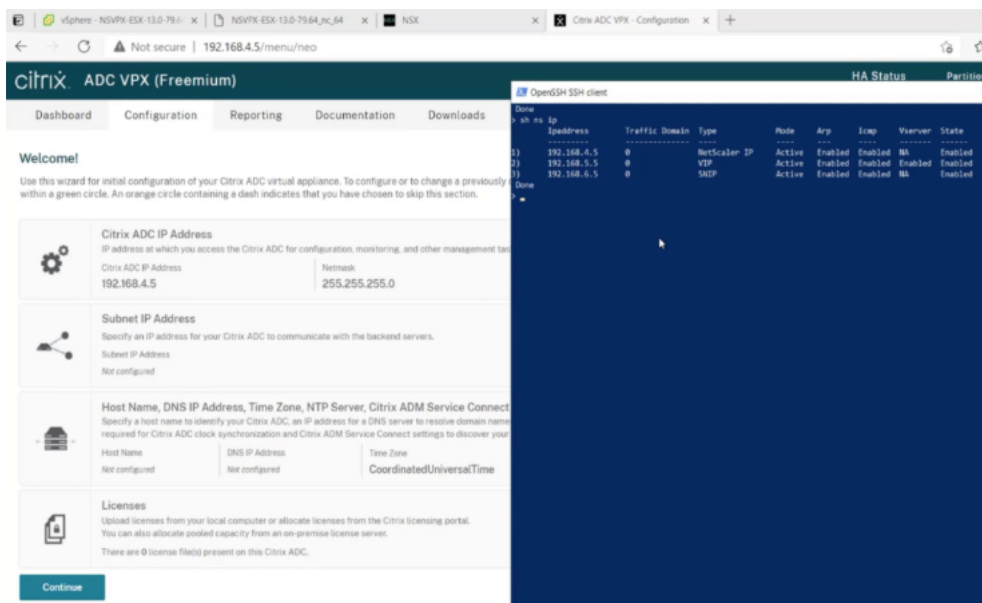 vSphere - NSVPX-ESX-13.0-79.6
NSVPX-ESX-13.0-79.64_nc_64
NSX
Citrix ADC VPX - Configuration
Not secure | 192.168.4.5/menu/neo
citrix. ADC VPX (Freemium)
HA Status
Partitio
Dashboard Configuration Reporting Documentation Downloads
Welcome!
Use this wizard for initial configuration of your Citrix ADC virtual appliance. To configure or to change a previously
within a green circle. An orange circle containing a dash indicates that you have chosen to skip this section.
Citrix ADC IP Address
IP address at which you access the Citrix ADC for configuration, monitoring, and other management tas
Citrix ADC IP Address Netmask
192.168.4.5 255.255.255.0
Subnet IP Address
Specify an IP address for your Citrix ADC to communicate with the backend servers.
Subnet IP Address
Not configured
Host Name, DNS IP Address, Time Zone, NTP Server, Citrix ADM Service Connect
Specify a host name to identify your Citrix ADC, an IP address for a DNS server to resolve domain name
required for Citrix ADC clock synchronization and Citrix ADM Service Connect settings to discover your
Host Name DNS IP Address Time Zone
Not configured Not configured CoordinatedUniversalTime
Licenses
Upload licenses from your local computer or allocate licenses from the Citrix licensing portal.
You can also allocate pooled capacity from an on-premise license server.
There are 0 license file(s) present on this Citrix ADC.
Continue
OpenSSH SSH client
Done
> sh ns ip
Ipaddress Traffic Domain Type Mode Arp Icmp Vserver State
--------- -------------- ---- ---- --- ---- ------- ------
1) 192.168.4.5 0 NetScaler IP Active Enabled Enabled NA Enabled
2) 192.168.5.5 0 VIP Active Enabled Enabled Enabled Enabled
3) 192.168.6.5 0 SNIP Active Enabled Enabled NA Enabled
Done
>